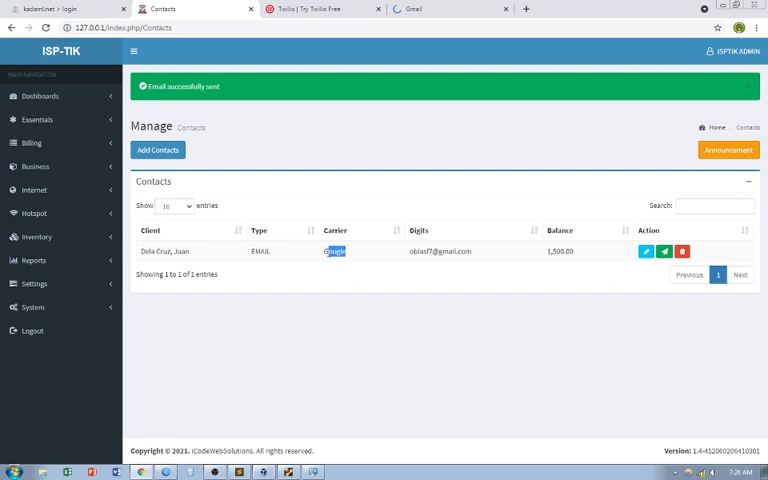 kadaml.net > login
Contacts
Twilio | Try Twilio Free
Gmail
127.0.0.1/index.php/Contacts
ISP-TIK
ISPTIK ADMIN
MAIN NAVIGATION
Dashboards
Essentials
Billing
Business
Internet
Hotspot
Inventory
Reports
Settings
System
Logout
Email successfully sent
Manage Contacts
Home / Contacts
Add Contacts
Announcement
Contacts
Show 10 entries
Search:
Client Type Carrier Digits Balance Action
Dela Cruz, Juan EMAIL Google obiasf7@gmail.com 1,500.00
Showing 1 to 1 of 1 entries
Previous 1 Next
Copyright © 2021. iCodeWebSolutions. All rights reserved.
Version: 1.4-452060206410301
7:26 AM